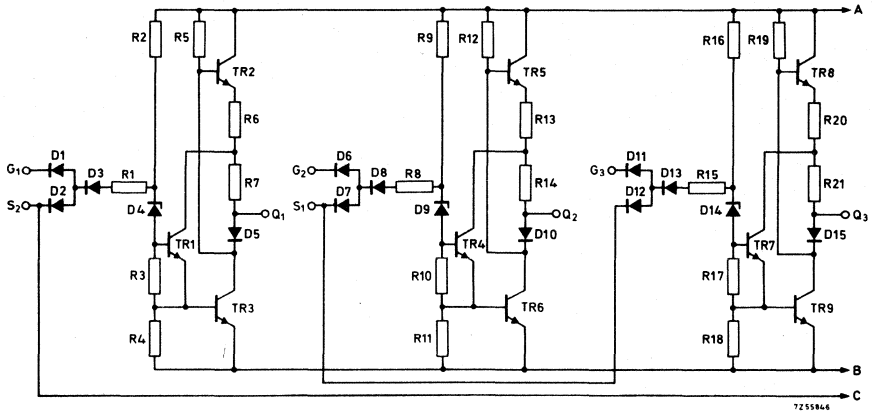 A
R2 R5 R9 R12 R16 R19
TR2 TR5 TR8
R6 R13 R20
G1 D1 D3 R1 R7 G2 D6 D8 R8 R14 G3 D11 D13 R15 R21
S2 D2 D4 Q1 S1 D7 D9 Q2 D12 D14 Q3
TR1 D5 TR4 D10 TR7 D15
R3 R10 R17
TR3 TR6 TR9
R4 R11 R18
B
C
7Z55846